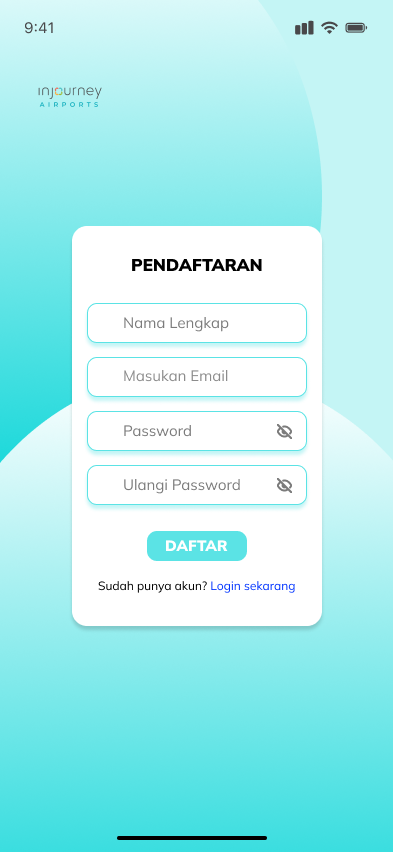 9:41
injourney
AIRPORTS
PENDAFTARAN
Nama Lengkap
Masukan Email
Password
Ulangi Password
DAFTAR
Sudah punya akun? Login sekarang